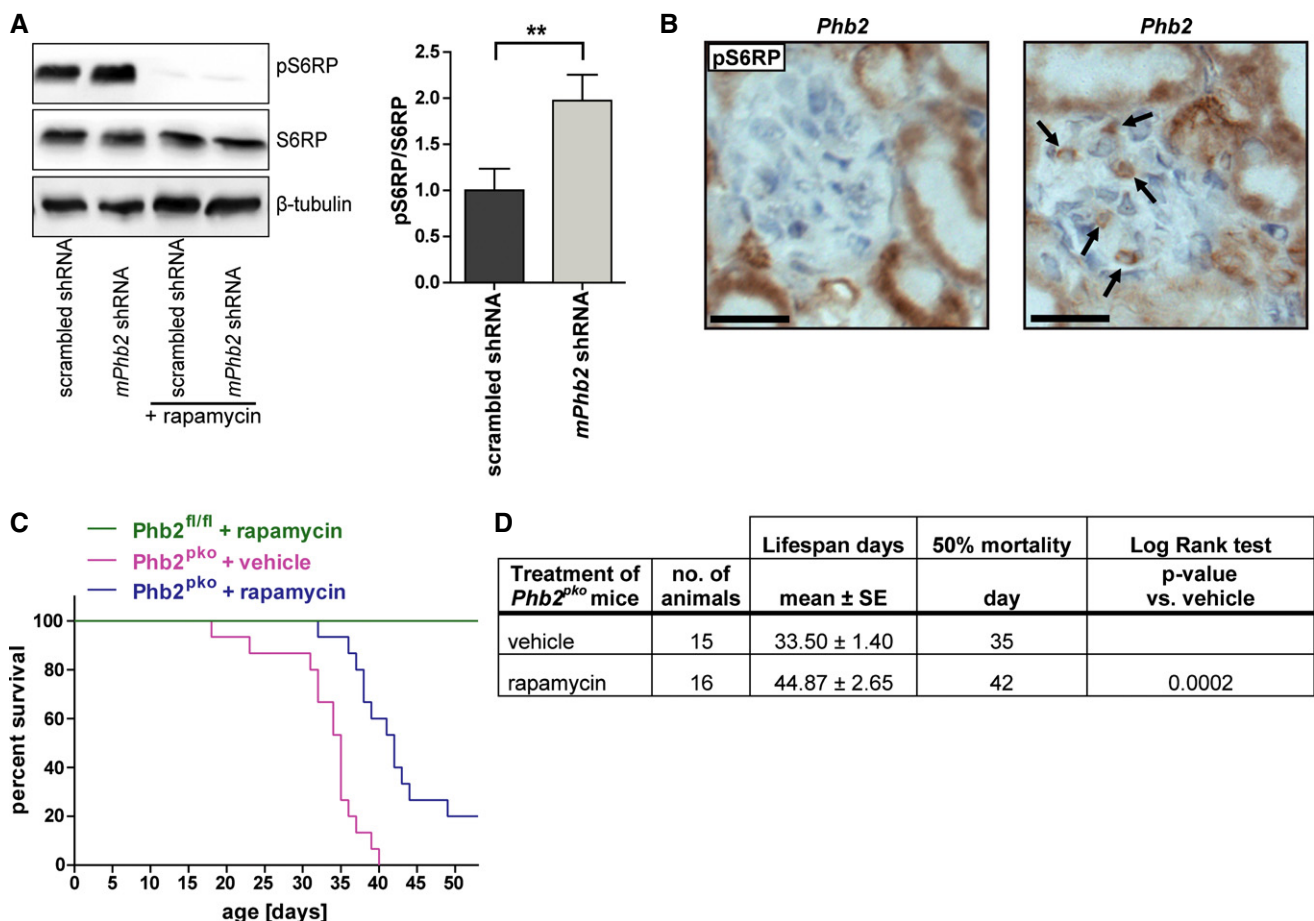 A
pS6RP
S6RP
β-tubulin
scrambled shRNA
mPhb2 shRNA
scrambled shRNA
mPhb2 shRNA
+ rapamycin
pS6RP/S6RP
2.5
2.0
1.5
1.0
0.5
0.0
**
scrambled shRNA
mPhb2 shRNA
B
Phb2
Phb2
pS6RP
C
Phb2fl/fl + rapamycin
Phb2pko + vehicle
Phb2pko + rapamycin
percent survival
100
80
60
40
20
0
0 5 10 15 20 25 30 35 40 45 50
age [days]
D
Lifespan days 50% mortality Log Rank test
Treatment of Phb2pko mice no. of animals mean ± SE day p-value vs. vehicle
vehicle 15 33.50 ± 1.40 35
rapamycin 16 44.87 ± 2.65 42 0.0002